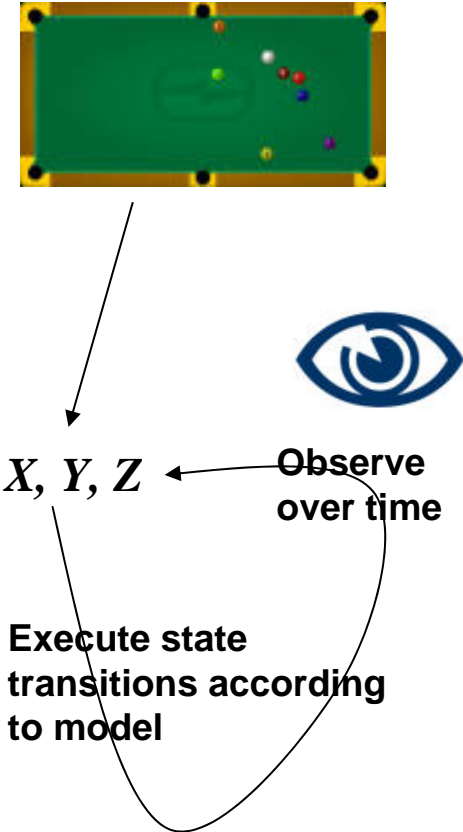 X, Y, Z
Observe
over time
Execute state
transitions according
to model